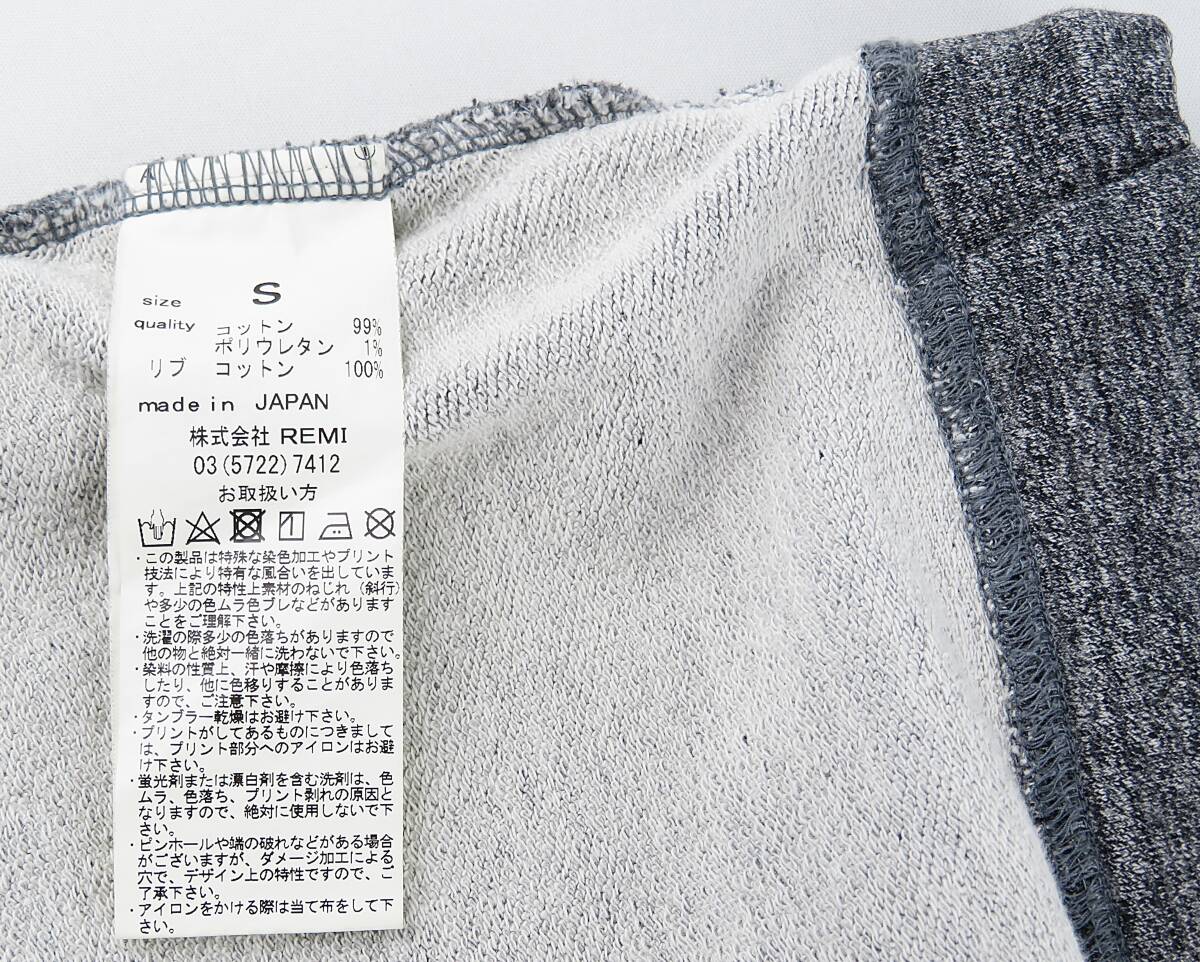 size S
quality コットン 99%
ポリウレタン 1%
リブ コットン 100%
made in JAPAN
株式会社 REMI
03(5722)7412
お取扱い方
・この製品は特殊な染色加工やプリント
技法により特有な風合いを出していま
す。上記の特性上素材のねじれ（斜行）
や多少の色ムラ色ブレなどがあります
ことをご理解下さい。
・洗濯の際多少の色落ちがありますので
他の物と絶対一緒に洗わないで下さい。
・染料の性質上、汗や摩擦により色落ち
したり、他に色移りすることがありま
すので、ご注意下さい。
・タンブラー乾燥はお避け下さい。
・プリントがしてあるものにつきまして
は、プリント部分へのアイロンはお避
け下さい。
・蛍光剤または漂白剤を含む洗剤は、色
ムラ、色落ち、プリント剥れの原因と
なりますので、絶対に使用しないで下
さい。
・ピンホールや端の破れなどがある場合
がございますが、ダメージ加工による
穴で、デザイン上の特性ですので、ご
了承下さい。
・アイロンをかける際は当て布をして下
さい。